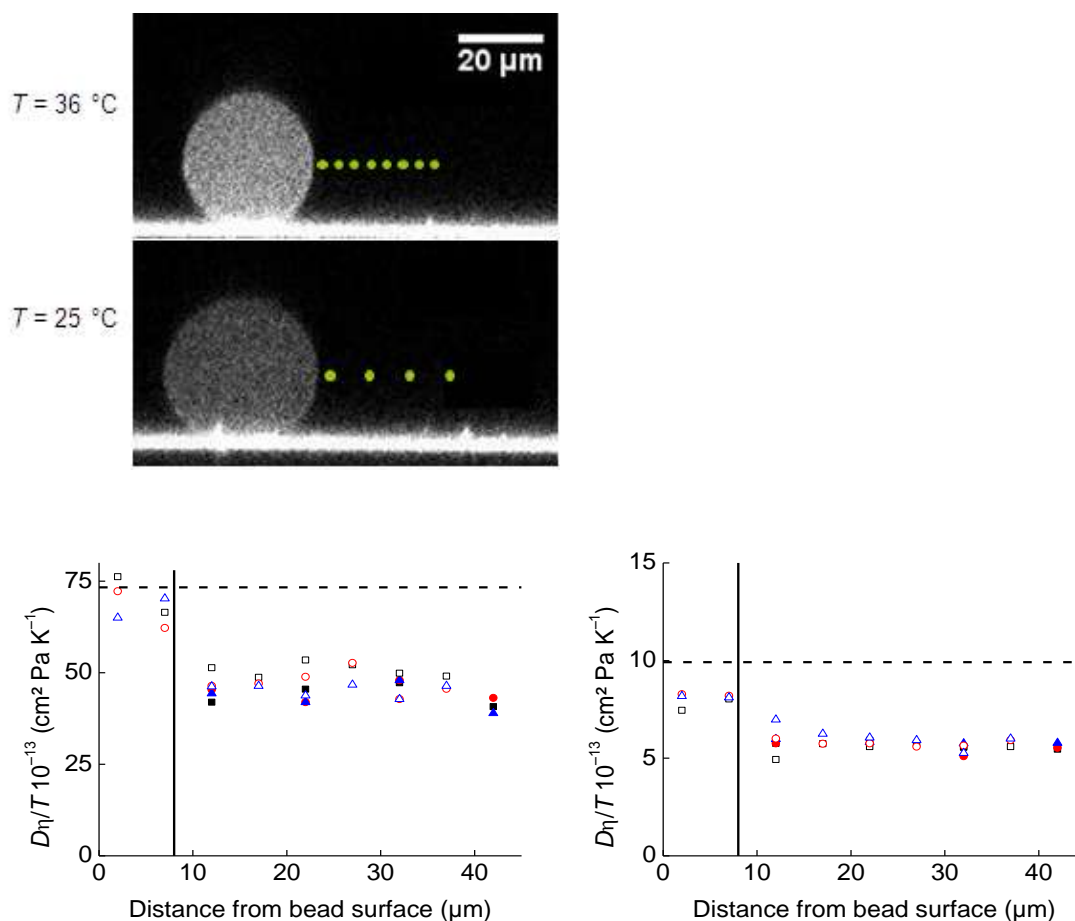 20 µm
T = 36 °C
T = 25 °C
75
50
25
0
0 10 20 30 40
Distance from bead surface (µm)
Dη/T 10⁻¹³ (cm² Pa K⁻¹)
15
10
5
0
0 10 20 30 40
Distance from bead surface (µm)
Dη/T 10⁻¹³ (cm² Pa K⁻¹)